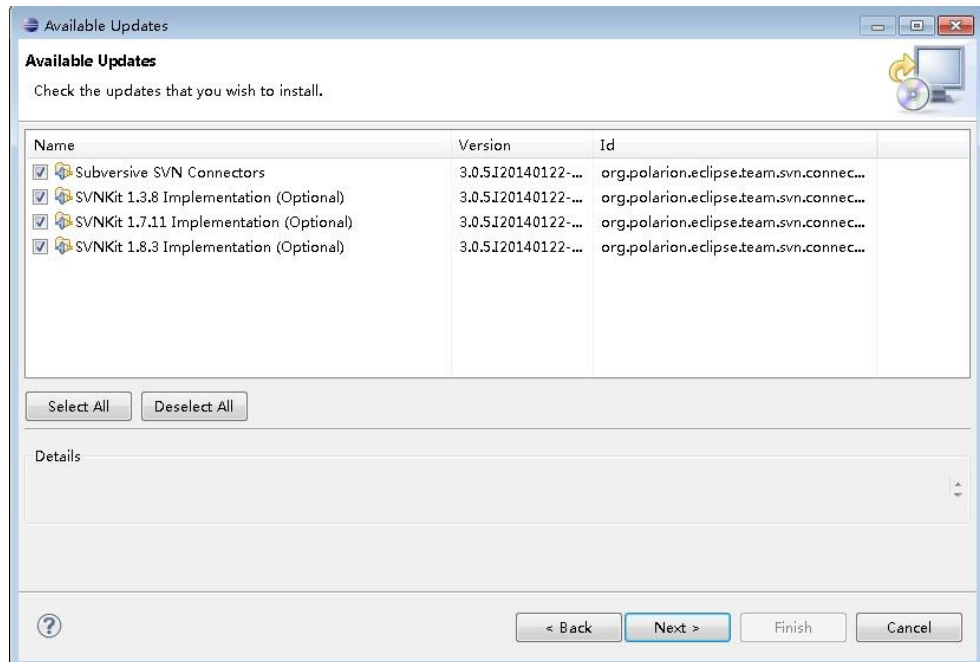 Available Updates
Available Updates
Check the updates that you wish to install.
Name Version Id
Subversive SVN Connectors 3.0.5.I20140122-... org.polarion.eclipse.team.svn.connec...
SVNKit 1.3.8 Implementation (Optional) 3.0.5.I20140122-... org.polarion.eclipse.team.svn.connec...
SVNKit 1.7.11 Implementation (Optional) 3.0.5.I20140122-... org.polarion.eclipse.team.svn.connec...
SVNKit 1.8.3 Implementation (Optional) 3.0.5.I20140122-... org.polarion.eclipse.team.svn.connec...
Select All Deselect All
Details
? < Back Next > Finish Cancel